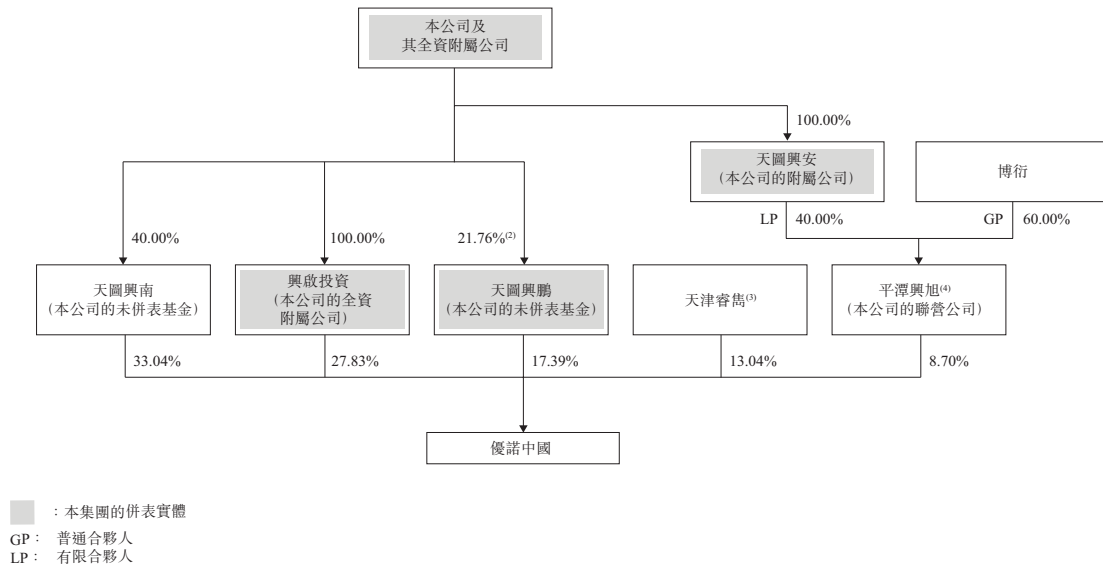 本公司及
其全資附屬公司
100.00%
天圖興安
（本公司的附屬公司）
博衍
LP 40.00%
GP 60.00%
40.00%
100.00%
21.76%(2)
天圖興南
（本公司的未併表基金）
興啟投資
（本公司的全資
附屬公司）
天圖興鵬
（本公司的未併表基金）
天津睿雋(3)
平潭興旭(4)
（本公司的聯營公司）
33.04%
27.83%
17.39%
13.04%
8.70%
優諾中國
：本集團的併表實體
GP： 普通合夥人
LP： 有限合夥人